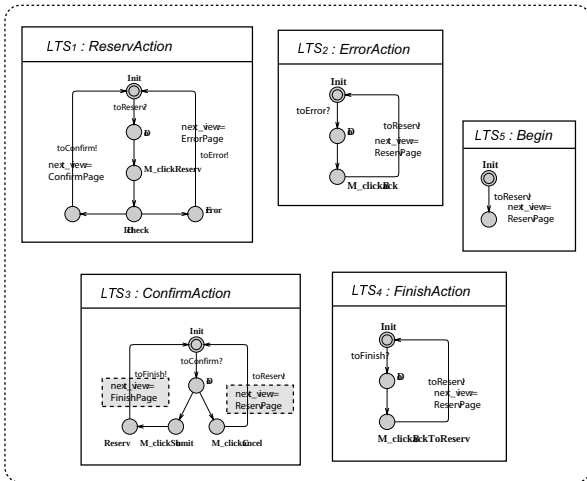 LTS1 : ReservAction
Init
toReserv?
toConfirm!
next_view=
ConfirmPage
next_view=
ErrorPage
toError!
M_clickReserv
Error
LTS2 : ErrorAction
Init
toError?
toReserv!
next_view=
ReservPage
LTS5 : Begin
Init
toReserv!
next_view=
ReservPage
LTS3 : ConfirmAction
Init
toConfirm?
toFinish!
next_view=
FinishPage
toReserv!
next_view=
ReservPage
Reserv
M_clickSubmit
M_clickCancel
LTS4 : FinishAction
Init
toFinish?
toReserv!
next_view=
ReservPage
M_clickBackToReserv